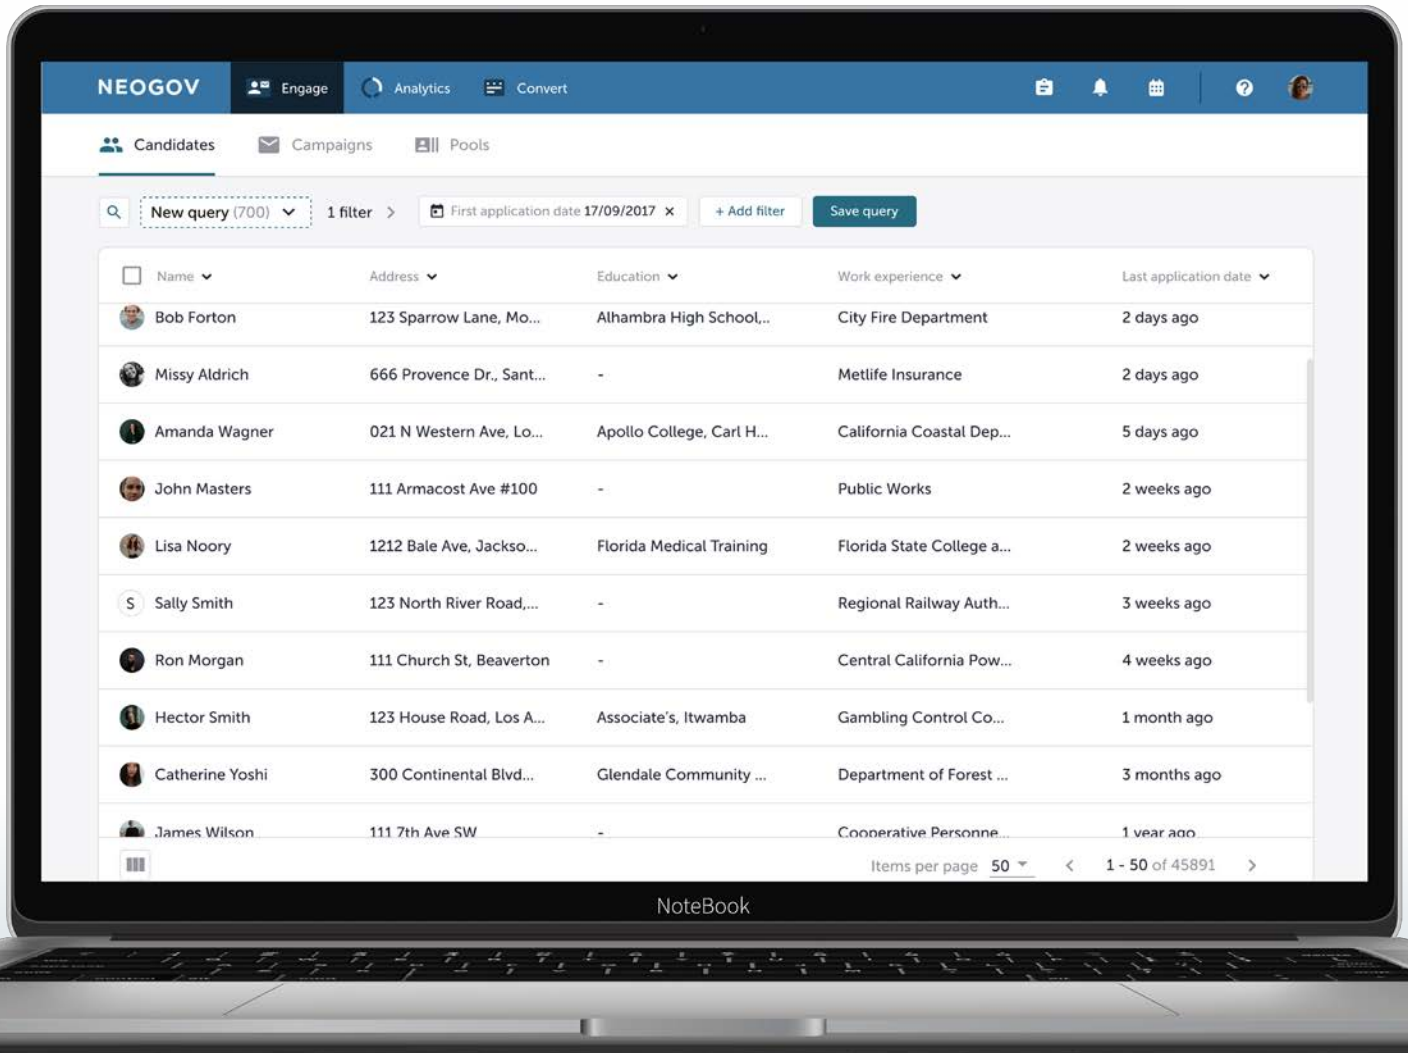 NEOGOV Engage Analytics Convert
Candidates Campaigns Pools
New query (700) 1 filter > First application date 17/09/2017 × + Add filter Save query
Name Address Education Work experience Last application date
Bob Forton 123 Sparrow Lane, Mo... Alhambra High School,.. City Fire Department 2 days ago
Missy Aldrich 666 Provence Dr., Sant... - Metlife Insurance 2 days ago
Amanda Wagner 021 N Western Ave, Lo... Apollo College, Carl H... California Coastal Dep... 5 days ago
John Masters 111 Armacost Ave #100 - Public Works 2 weeks ago
Lisa Noory 1212 Bale Ave, Jackso... Florida Medical Training Florida State College a... 2 weeks ago
S Sally Smith 123 North River Road,... - Regional Railway Auth... 3 weeks ago
Ron Morgan 111 Church St, Beaverton - Central California Pow... 4 weeks ago
Hector Smith 123 House Road, Los A... Associate's, Itwamba Gambling Control Co... 1 month ago
Catherine Yoshi 300 Continental Blvd... Glendale Community ... Department of Forest ... 3 months ago
James Wilson 111 7th Ave SW - Cooperative Personne... 1 year ago
Items per page 50 < 1 - 50 of 45891 >
NoteBook